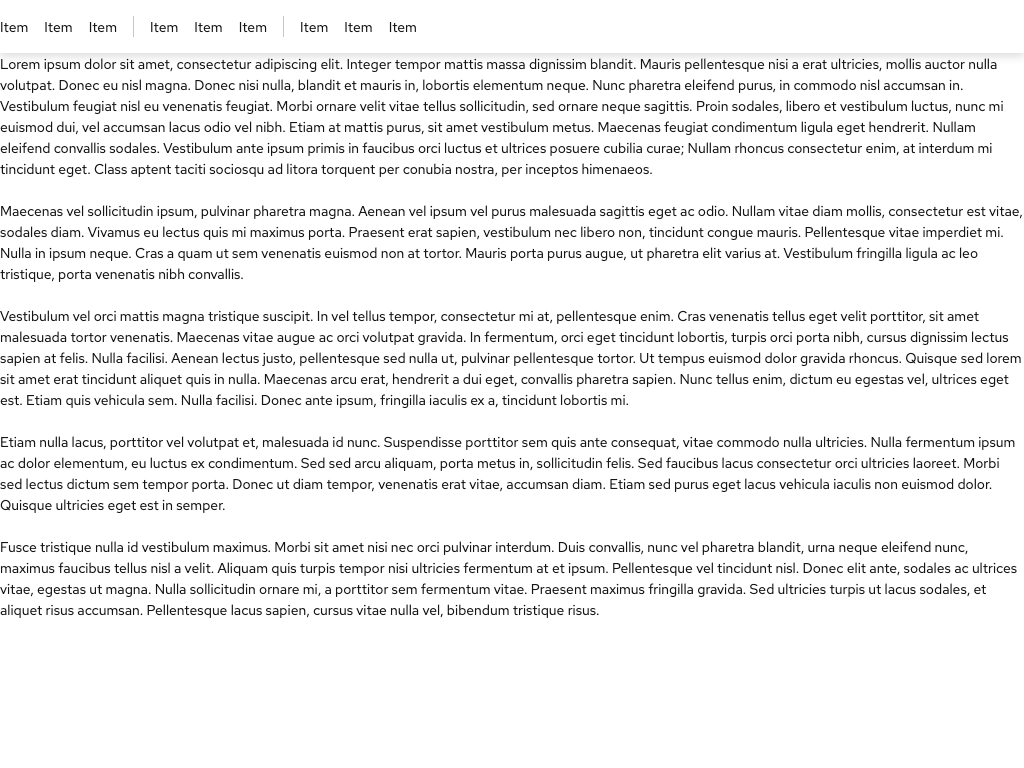 Item Item Item Item Item Item Item Item Item
Lorem ipsum dolor sit amet, consectetur adipiscing elit. Integer tempor mattis massa dignissim blandit. Mauris pellentesque nisi a erat ultricies, mollis auctor nulla
volutpat. Donec eu nisl magna. Donec nisi nulla, blandit et mauris in, lobortis elementum neque. Nunc pharetra eleifend purus, in commodo nisl accumsan in.
Vestibulum feugiat nisl eu venenatis feugiat. Morbi ornare velit vitae tellus sollicitudin, sed ornare neque sagittis. Proin sodales, libero et vestibulum luctus, nunc mi
euismod dui, vel accumsan lacus odio vel nibh. Etiam at mattis purus, sit amet vestibulum metus. Maecenas feugiat condimentum ligula eget hendrerit. Nullam
eleifend convallis sodales. Vestibulum ante ipsum primis in faucibus orci luctus et ultrices posuere cubilia curae; Nullam rhoncus consectetur enim, at interdum mi
tincidunt eget. Class aptent taciti sociosqu ad litora torquent per conubia nostra, per inceptos himenaeos.
Maecenas vel sollicitudin ipsum, pulvinar pharetra magna. Aenean vel ipsum vel purus malesuada sagittis eget ac odio. Nullam vitae diam mollis, consectetur est vitae,
sodales diam. Vivamus eu lectus quis mi maximus porta. Praesent erat sapien, vestibulum nec libero non, tincidunt congue mauris. Pellentesque vitae imperdiet mi.
Nulla in ipsum neque. Cras a quam ut sem venenatis euismod non at tortor. Mauris porta purus augue, ut pharetra elit varius at. Vestibulum fringilla ligula ac leo
tristique, porta venenatis nibh convallis.
Vestibulum vel orci mattis magna tristique suscipit. In vel tellus tempor, consectetur mi at, pellentesque enim. Cras venenatis tellus eget velit porttitor, sit amet
malesuada tortor venenatis. Maecenas vitae augue ac orci volutpat gravida. In fermentum, orci eget tincidunt lobortis, turpis orci porta nibh, cursus dignissim lectus
sapien at felis. Nulla facilisi. Aenean lectus justo, pellentesque sed nulla ut, pulvinar pellentesque tortor. Ut tempus euismod dolor gravida rhoncus. Quisque sed lorem
sit amet erat tincidunt aliquet quis in nulla. Maecenas arcu erat, hendrerit a dui eget, convallis pharetra sapien. Nunc tellus enim, dictum eu egestas vel, ultrices eget
est. Etiam quis vehicula sem. Nulla facilisi. Donec ante ipsum, fringilla iaculis ex a, tincidunt lobortis mi.
Etiam nulla lacus, porttitor vel volutpat et, malesuada id nunc. Suspendisse porttitor sem quis ante consequat, vitae commodo nulla ultricies. Nulla fermentum ipsum
ac dolor elementum, eu luctus ex condimentum. Sed sed arcu aliquam, porta metus in, sollicitudin felis. Sed faucibus lacus consectetur orci ultricies laoreet. Morbi
sed lectus dictum sem tempor porta. Donec ut diam tempor, venenatis erat vitae, accumsan diam. Etiam sed purus eget lacus vehicula iaculis non euismod dolor.
Quisque ultricies eget est in semper.
Fusce tristique nulla id vestibulum maximus. Morbi sit amet nisi nec orci pulvinar interdum. Duis convallis, nunc vel pharetra blandit, urna neque eleifend nunc,
maximus faucibus tellus nisl a velit. Aliquam quis turpis tempor nisi ultricies fermentum at et ipsum. Pellentesque vel tincidunt nisl. Donec elit ante, sodales ac ultrices
vitae, egestas ut magna. Nulla sollicitudin ornare mi, a porttitor sem fermentum vitae. Praesent maximus fringilla gravida. Sed ultricies turpis ut lacus sodales, et
aliquet risus accumsan. Pellentesque lacus sapien, cursus vitae nulla vel, bibendum tristique risus.